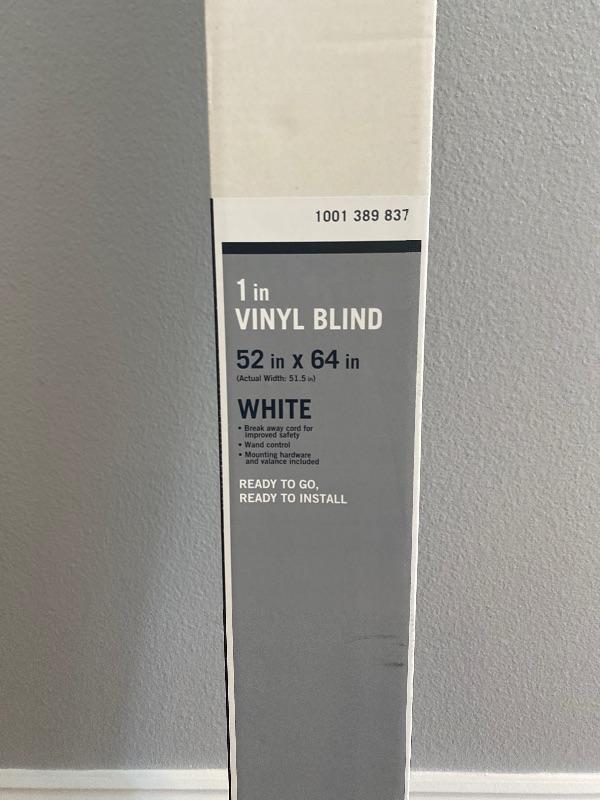 1001 389 837
1 in
VINYL BLIND
52 in x 64 in
(Actual Width: 51.5 in)
WHITE
• Break away cord for
improved safety
• Wand control
• Mounting hardware
and valance included
READY TO GO,
READY TO INSTALL